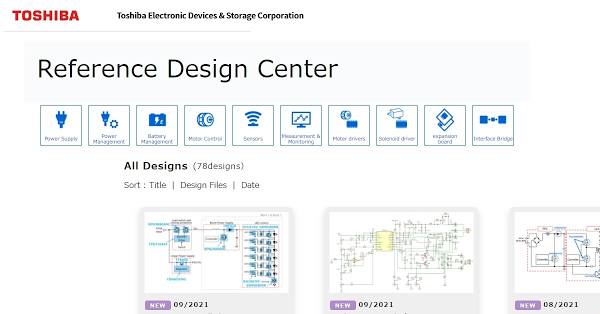 TOSHIBA
Toshiba Electronic Devices & Storage Corporation
Reference Design Center
Power Supply
Power Management
Battery Management
Motor Control
Sensors
Measurement & Monitoring
Moter drivers
Solenoid driver
expansion board
Interface Bridge
All Designs (78designs)
Sort : Title | Design Files | Date
NEW 09/2021
NEW 09/2021
NEW 08/2021